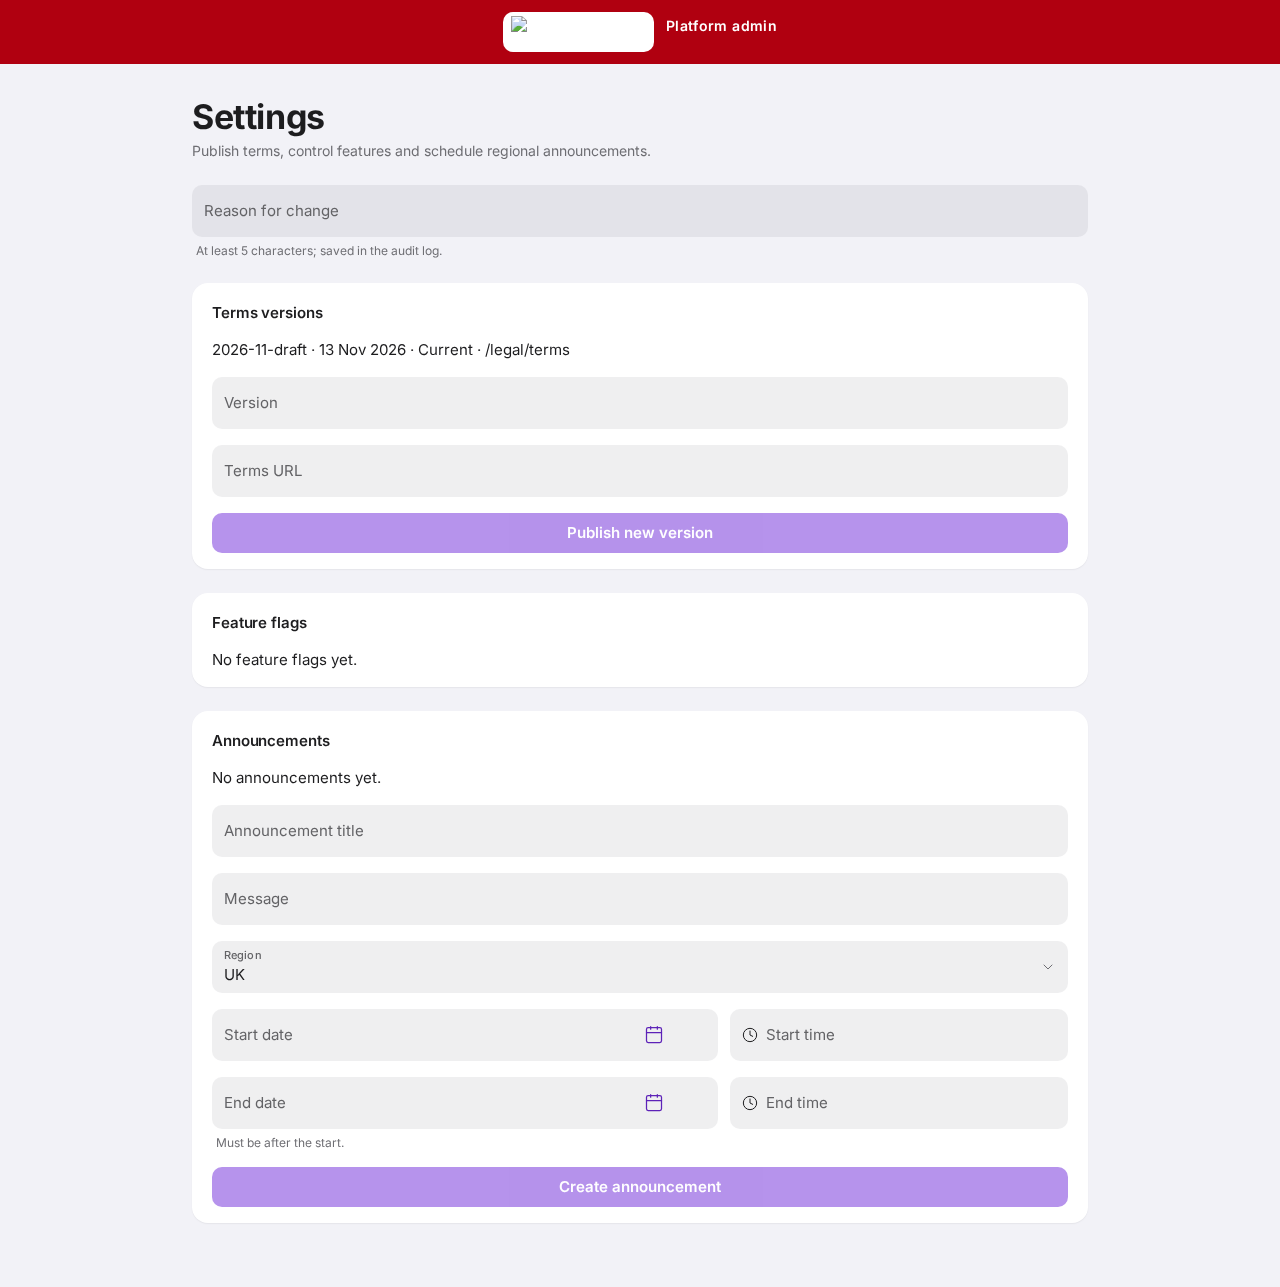 Platform admin
Settings
Publish terms, control features and schedule regional announcements.
Reason for change
At least 5 characters; saved in the audit log.
Terms versions
2026-11-draft · 13 Nov 2026 · Current · /legal/terms
Version
Terms URL
Publish new version
Feature flags
No feature flags yet.
Announcements
No announcements yet.
Announcement title
Message
Region
UK
Start date
Start time
End date
End time
Must be after the start.
Create announcement